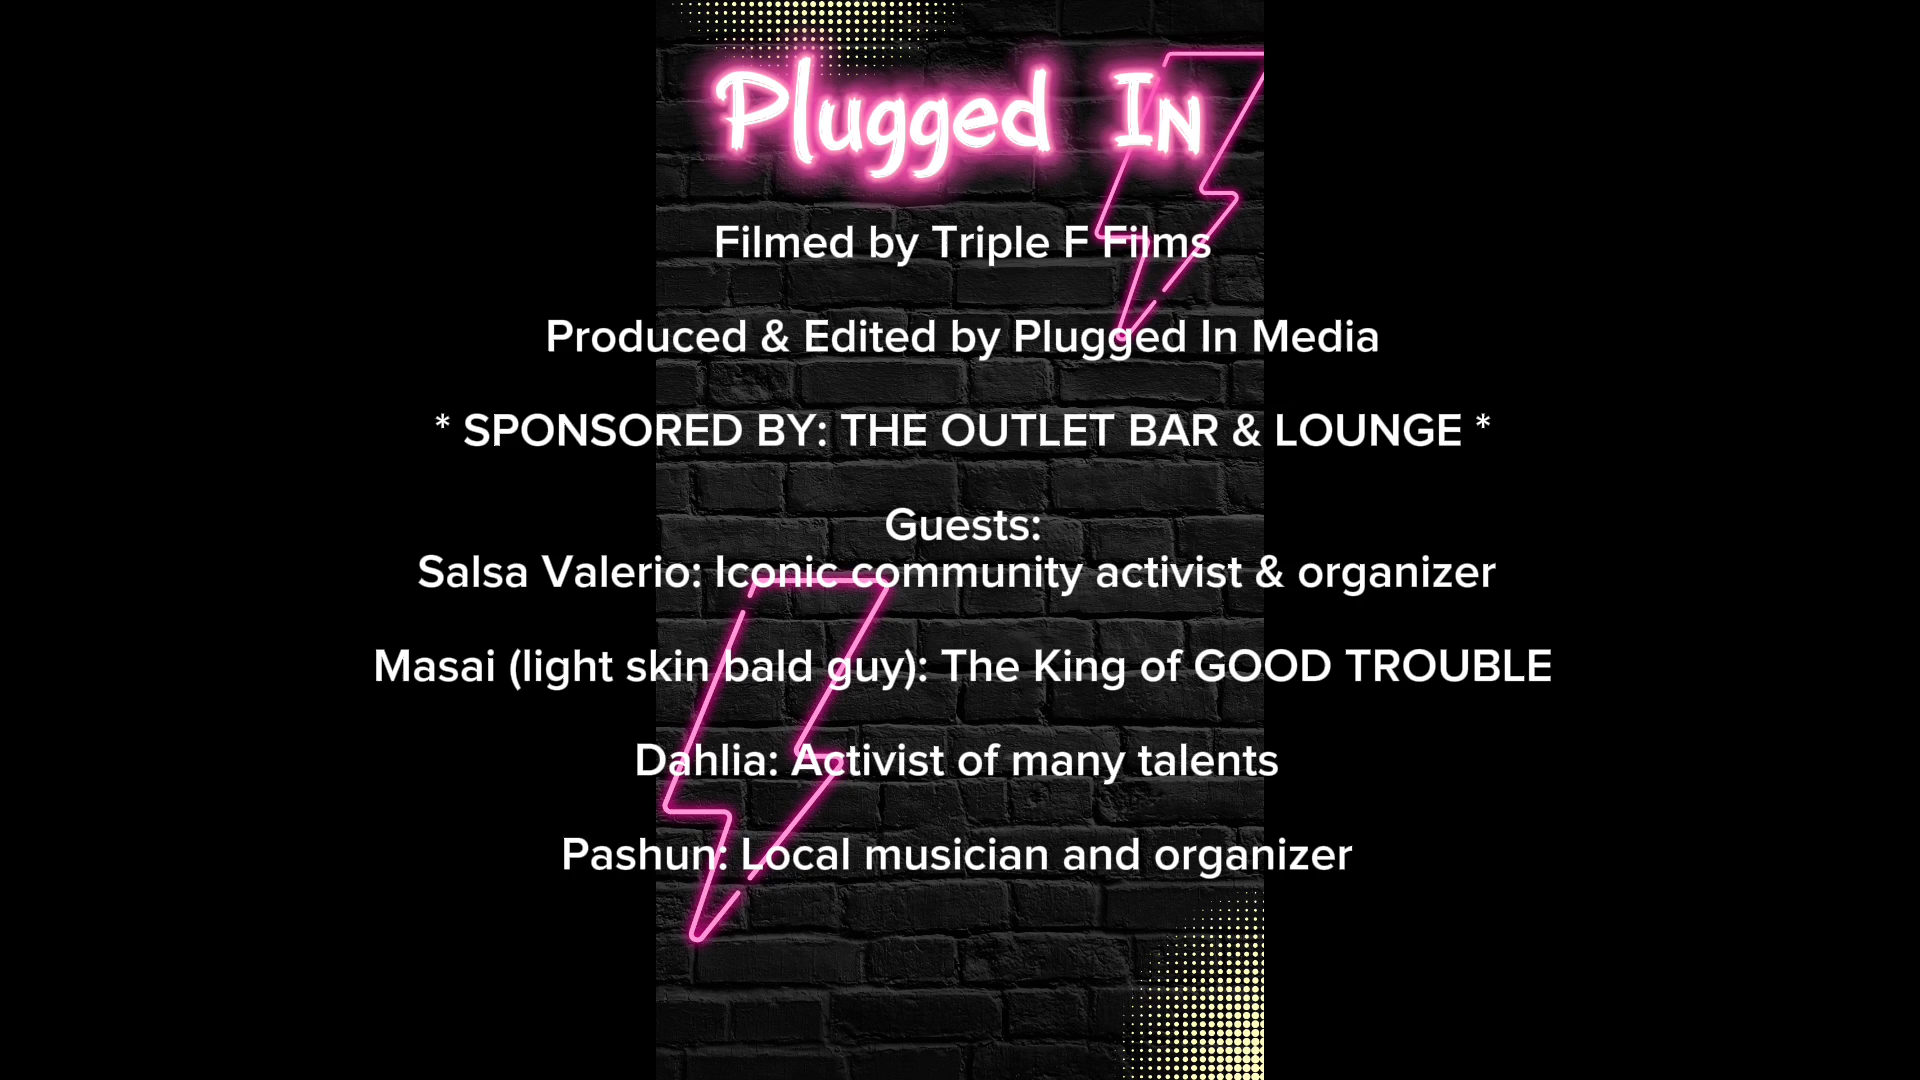 Plugged In
Filmed by Triple F Films
Produced & Edited by Plugged In Media
* SPONSORED BY: THE OUTLET BAR & LOUNGE *
Guests:
Salsa Valerio: Iconic community activist & organizer
Masai (light skin bald guy): The King of GOOD TROUBLE
Dahlia: Activist of many talents
Pashun: Local musician and organizer